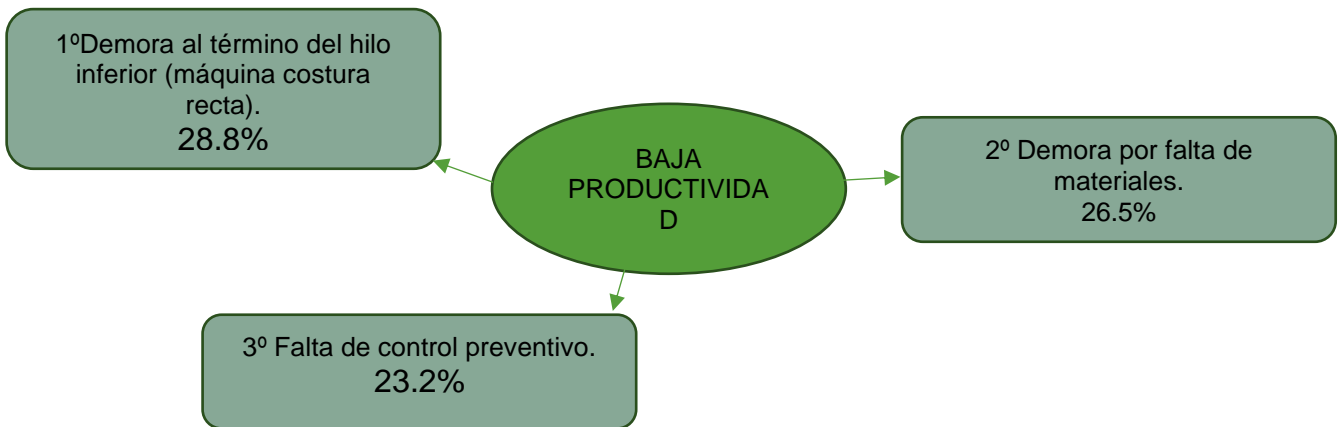 1ºDemora al término del hilo
inferior (máquina costura
recta).
28.8%
BAJA
PRODUCTIVIDA
D
2º Demora por falta de
materiales.
26.5%
3º Falta de control preventivo.
23.2%